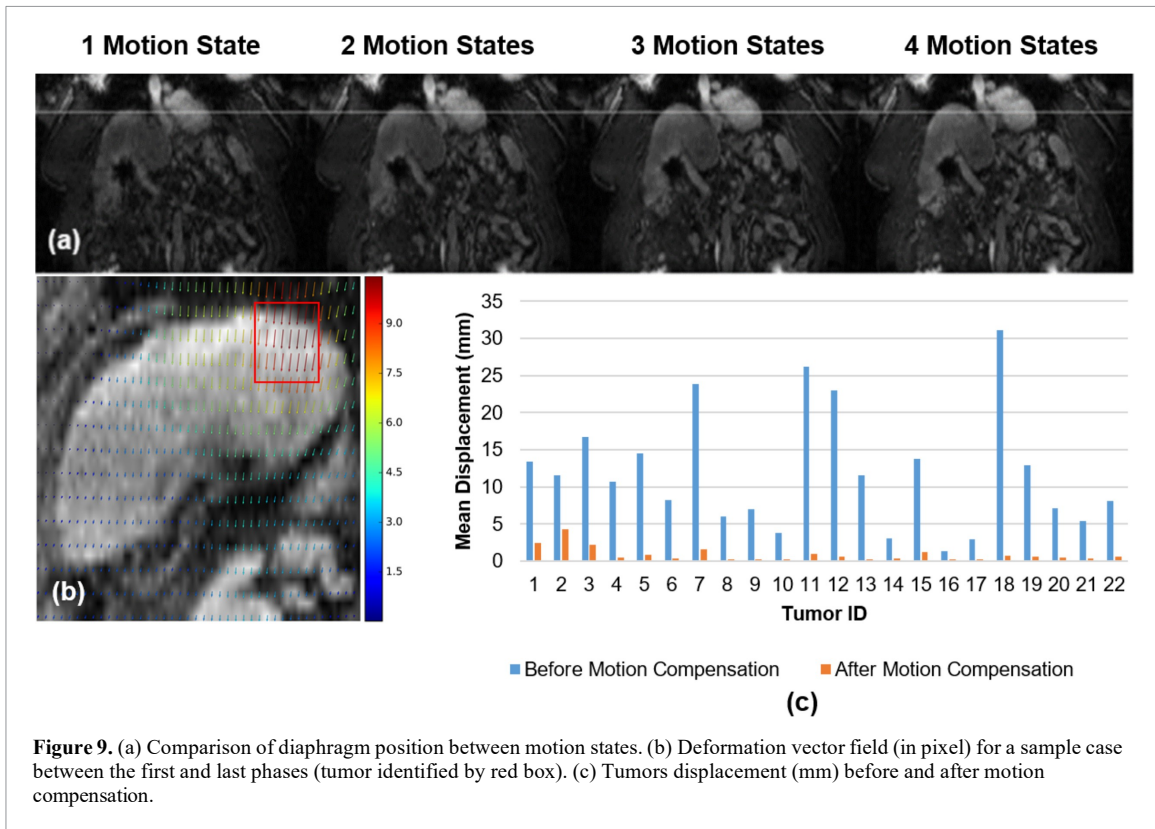 1 Motion State 2 Motion States 3 Motion States 4 Motion States
(a)
(b)
9.0
7.5
6.0
4.5
3.0
1.5
35
30
25
20
15
10
5
0
Mean Displacement (mm)
1 2 3 4 5 6 7 8 9 10 11 12 13 14 15 16 17 18 19 20 21 22
Tumor ID
Before Motion Compensation After Motion Compensation
(c)
Figure 9. (a) Comparison of diaphragm position between motion states. (b) Deformation vector field (in pixel) for a sample case
between the first and last phases (tumor identified by red box). (c) Tumors displacement (mm) before and after motion
compensation.